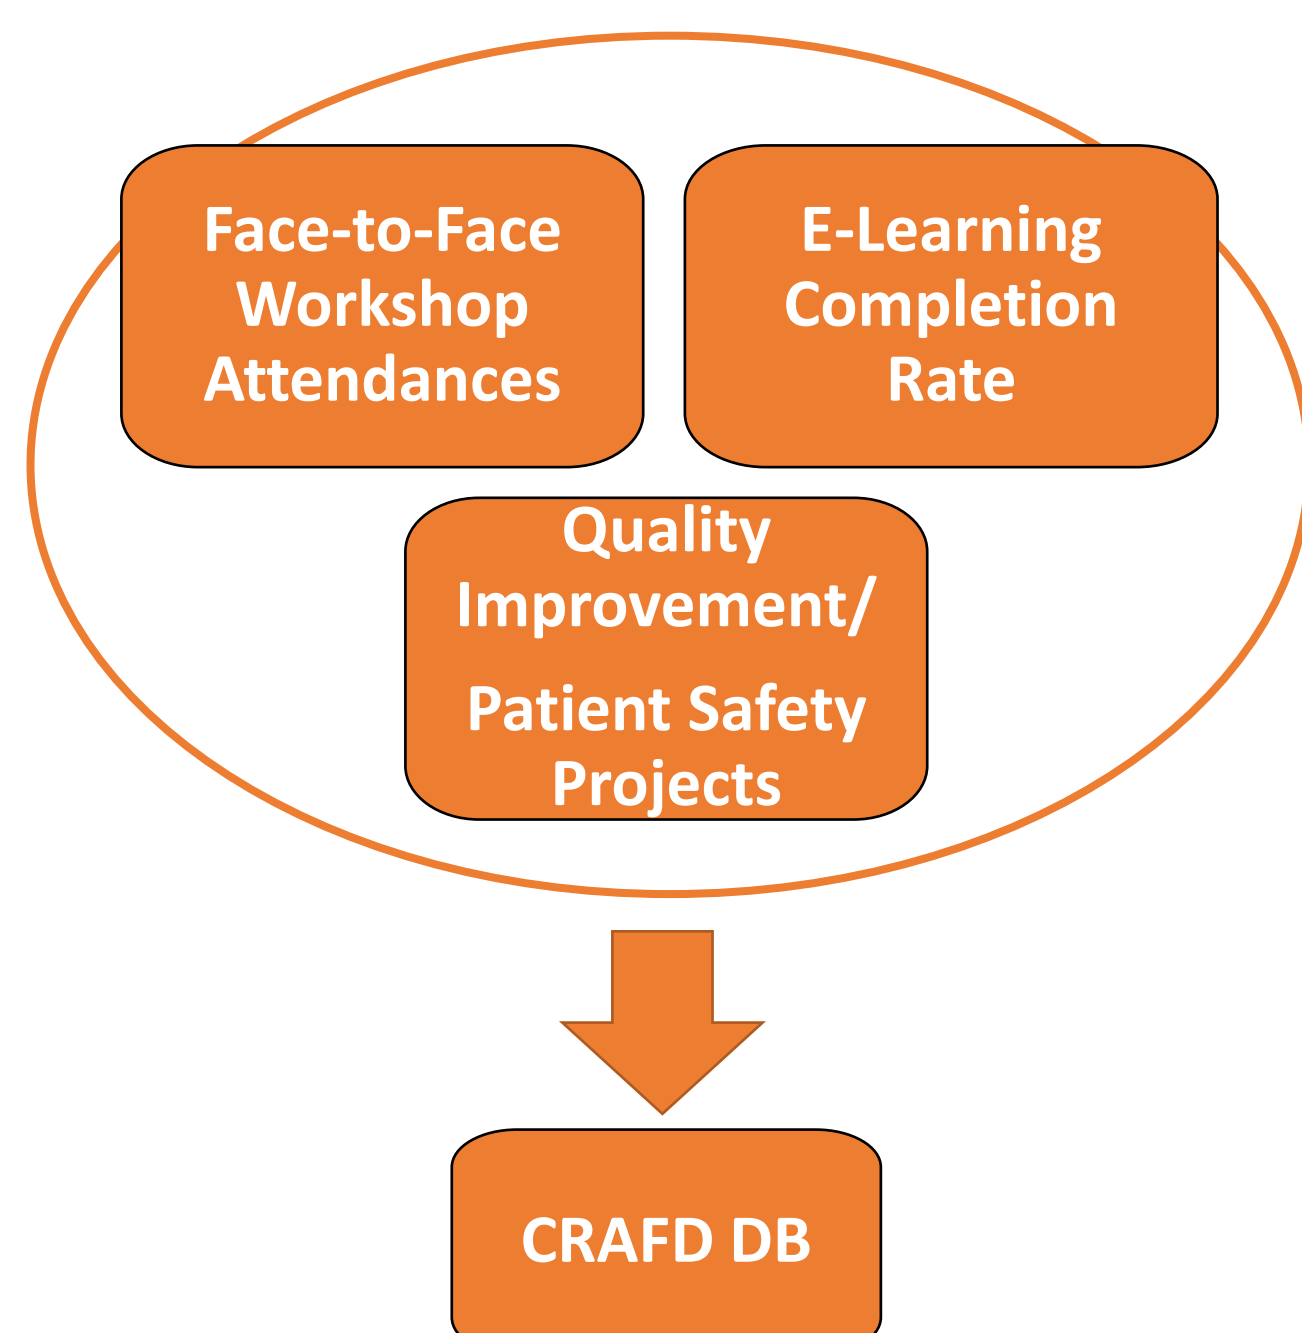 Face-to-Face
Workshop
Attendances
E-Learning
Completion
Rate
Quality
Improvement/
Patient Safety
Projects
CRAFD DB